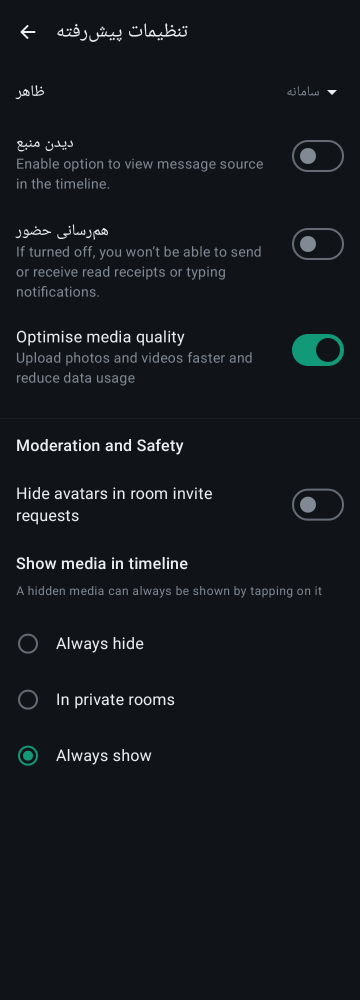 تنظیمات پیش‌رفته
ظاهر
سامانه
دیدن منبع
Enable option to view message source
in the timeline.
هم‌رسانی حضور
If turned off, you won't be able to send
or receive read receipts or typing
notifications.
Optimise media quality
Upload photos and videos faster and
reduce data usage
Moderation and Safety
Hide avatars in room invite
requests
Show media in timeline
A hidden media can always be shown by tapping on it
Always hide
In private rooms
Always show